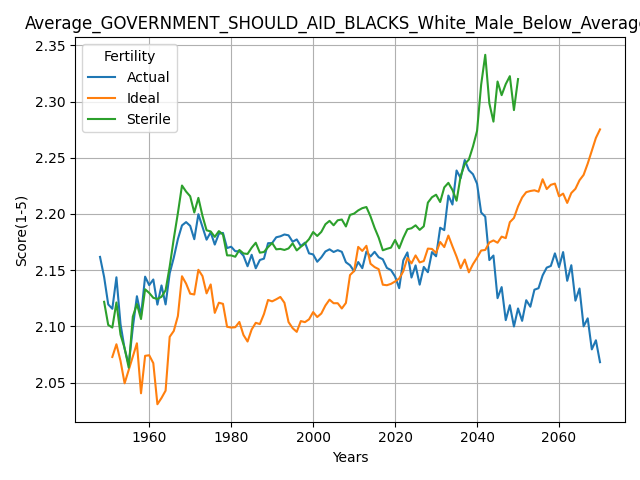 Average_GOVERNMENT_SHOULD_AID_BLACKS_White_Male_Below_Average
Fertility
Actual
Ideal
Sterile
2.35
2.30
2.25
2.20
2.15
2.10
2.05
Score(1-5)
1960 1980 2000 2020 2040 2060
Years